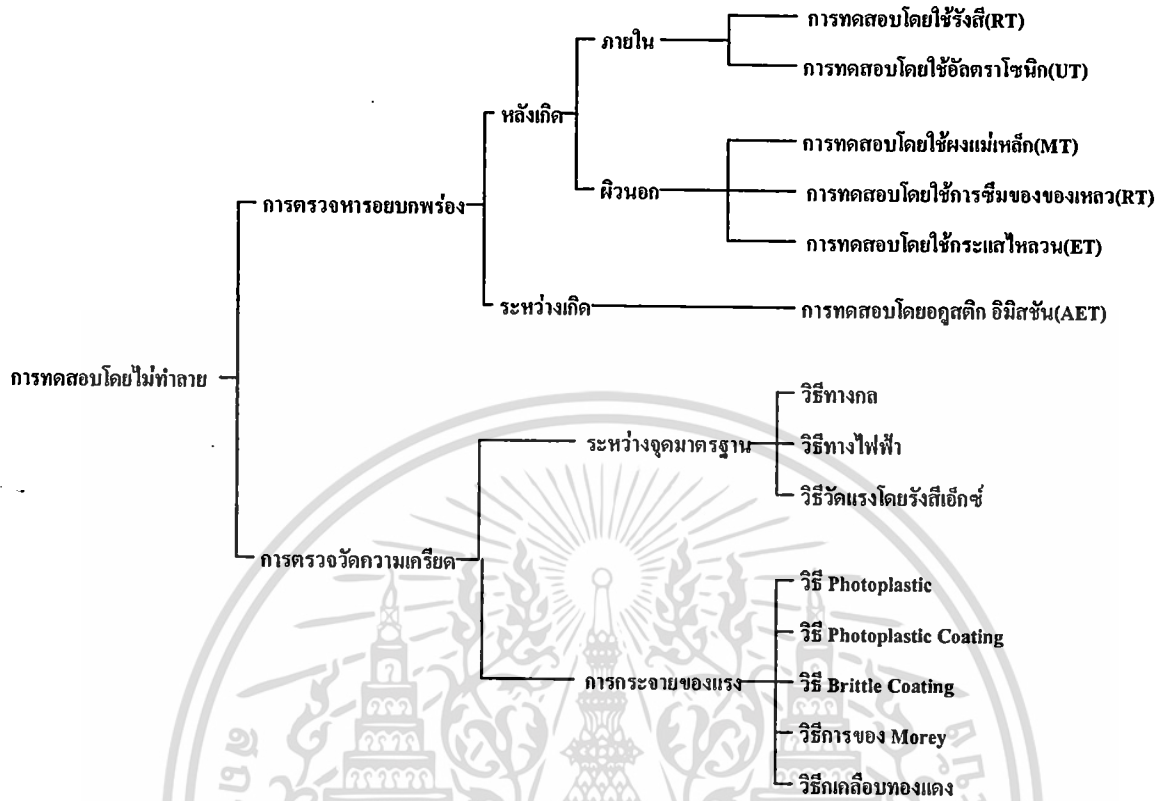 การทดสอบโดยใช้รังสี(RT)
ภายใน
การทดสอบโดยใช้อัลตราโซนิก(UT)
หลังเกิด
การทดสอบโดยใช้ผงแม่เหล็ก(MT)
ผิวนอก
การทดสอบโดยใช้การซึมของของเหลว(RT)
การตรวจหารอยบกพร่อง
การทดสอบโดยใช้กระแสไหลวน(ET)
ระหว่างเกิด
การทดสอบโดยอคูสติก อิมิสชัน(AET)
การทดสอบโดยไม่ทำลาย
วิธีทางกล
ระหว่างจุดมาตรฐาน
วิธีทางไฟฟ้า
วิธีวัดแรงโดยรังสีเอ็กซ์
การตรวจวัดความเครียด
วิธี Photoplastic
วิธี Photoplastic Coating
การกระจายของแรง
วิธี Brittle Coating
วิธีการของ Morey
วิธีกเคลือบทองแดง